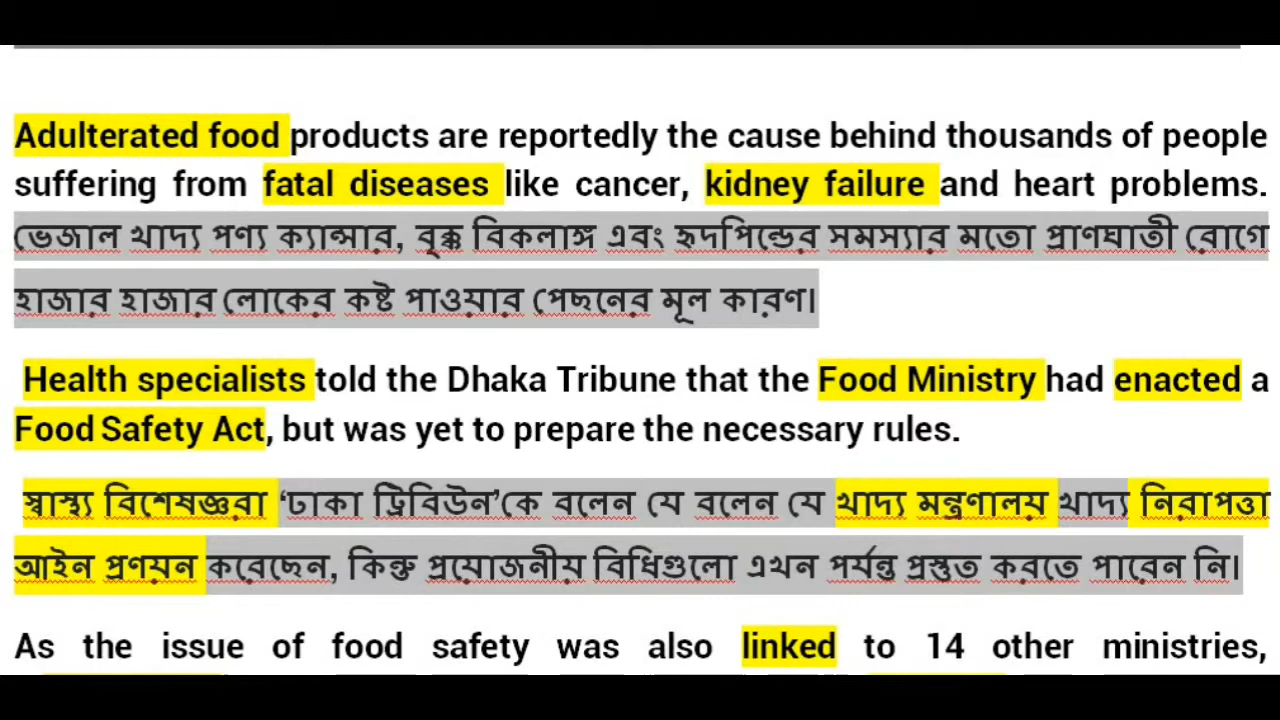 Adulterated food products are reportedly the cause behind thousands of people
suffering from fatal diseases like cancer, kidney failure and heart problems.
ভেজাল খাদ্য পণ্য ক্যান্সার, বৃক্ক বিকলাঙ্গ এবং হৃদপিন্ডের সমস্যার মতো প্রাণঘাতী রোগে
হাজার হাজার লোকের কষ্ট পাওয়ার পেছনের মূল কারণ।
Health specialists told the Dhaka Tribune that the Food Ministry had enacted a
Food Safety Act, but was yet to prepare the necessary rules.
স্বাস্থ্য বিশেষজ্ঞরা ‘ঢাকা ট্রিবিউন’কে বলেন যে বলেন যে খাদ্য মন্ত্রণালয় খাদ্য নিরাপত্তা
আইন প্রণয়ন করেছেন, কিন্তু প্রয়োজনীয় বিধিগুলো এখন পর্যন্ত প্রস্তুত করতে পারেন নি।
As the issue of food safety was also linked to 14 other ministries,